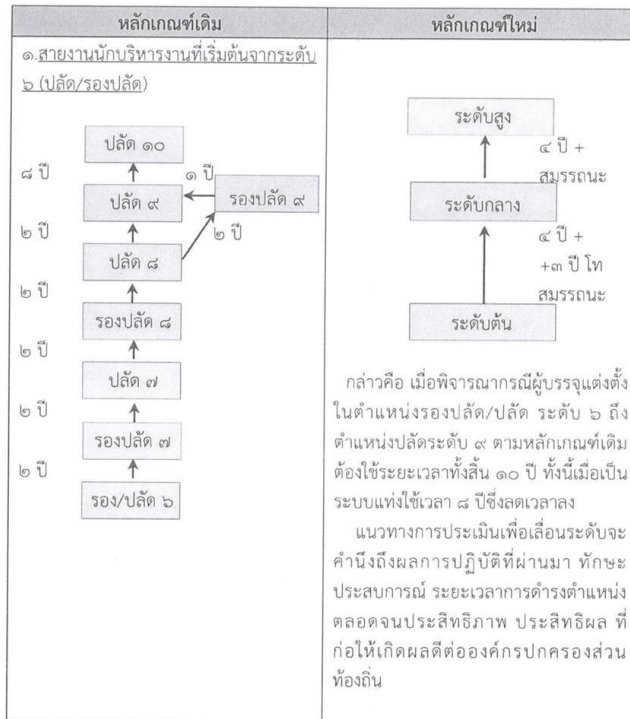 หลักเกณฑ์เดิม
๑.สายงานนักบริหารงานที่เริ่มต้นจากระดับ
๖ (ปลัด/รองปลัด)
ปลัด ๑๐
๘ ปี
๑ ปี
ปลัด ๙
รองปลัด ๙
๒ ปี
๒ ปี
ปลัด ๘
๒ ปี
รองปลัด ๘
๒ ปี
ปลัด ๗
๒ ปี
รองปลัด ๗
๒ ปี
รอง/ปลัด ๖
หลักเกณฑ์ใหม่
ระดับสูง
๔ ปี +
สมรรถนะ
ระดับกลาง
๔ ปี +
+๓ ปี โท
สมรรถนะ
ระดับต้น
กล่าวคือ เมื่อพิจารณากรณีผู้บรรจุแต่งตั้ง
ในตำแหน่งรองปลัด/ปลัด ระดับ ๖ ถึง
ตำแหน่งปลัดระดับ ๙ ตามหลักเกณฑ์เดิม
ต้องใช้ระยะเวลาทั้งสิ้น ๑๐ ปี ทั้งนี้เมื่อเป็น
ระบบแท่งใช้เวลา ๘ ปีซึ่งลดเวลาลง
แนวทางการประเมินเพื่อเลื่อนระดับจะ
คำนึงถึงผลการปฏิบัติที่ผ่านมา ทักษะ
ประสบการณ์ ระยะเวลาการดำรงตำแหน่ง
ตลอดจนประสิทธิภาพ ประสิทธิผล ที่
ก่อให้เกิดผลดีต่อองค์กรปกครองส่วน
ท้องถิ่น